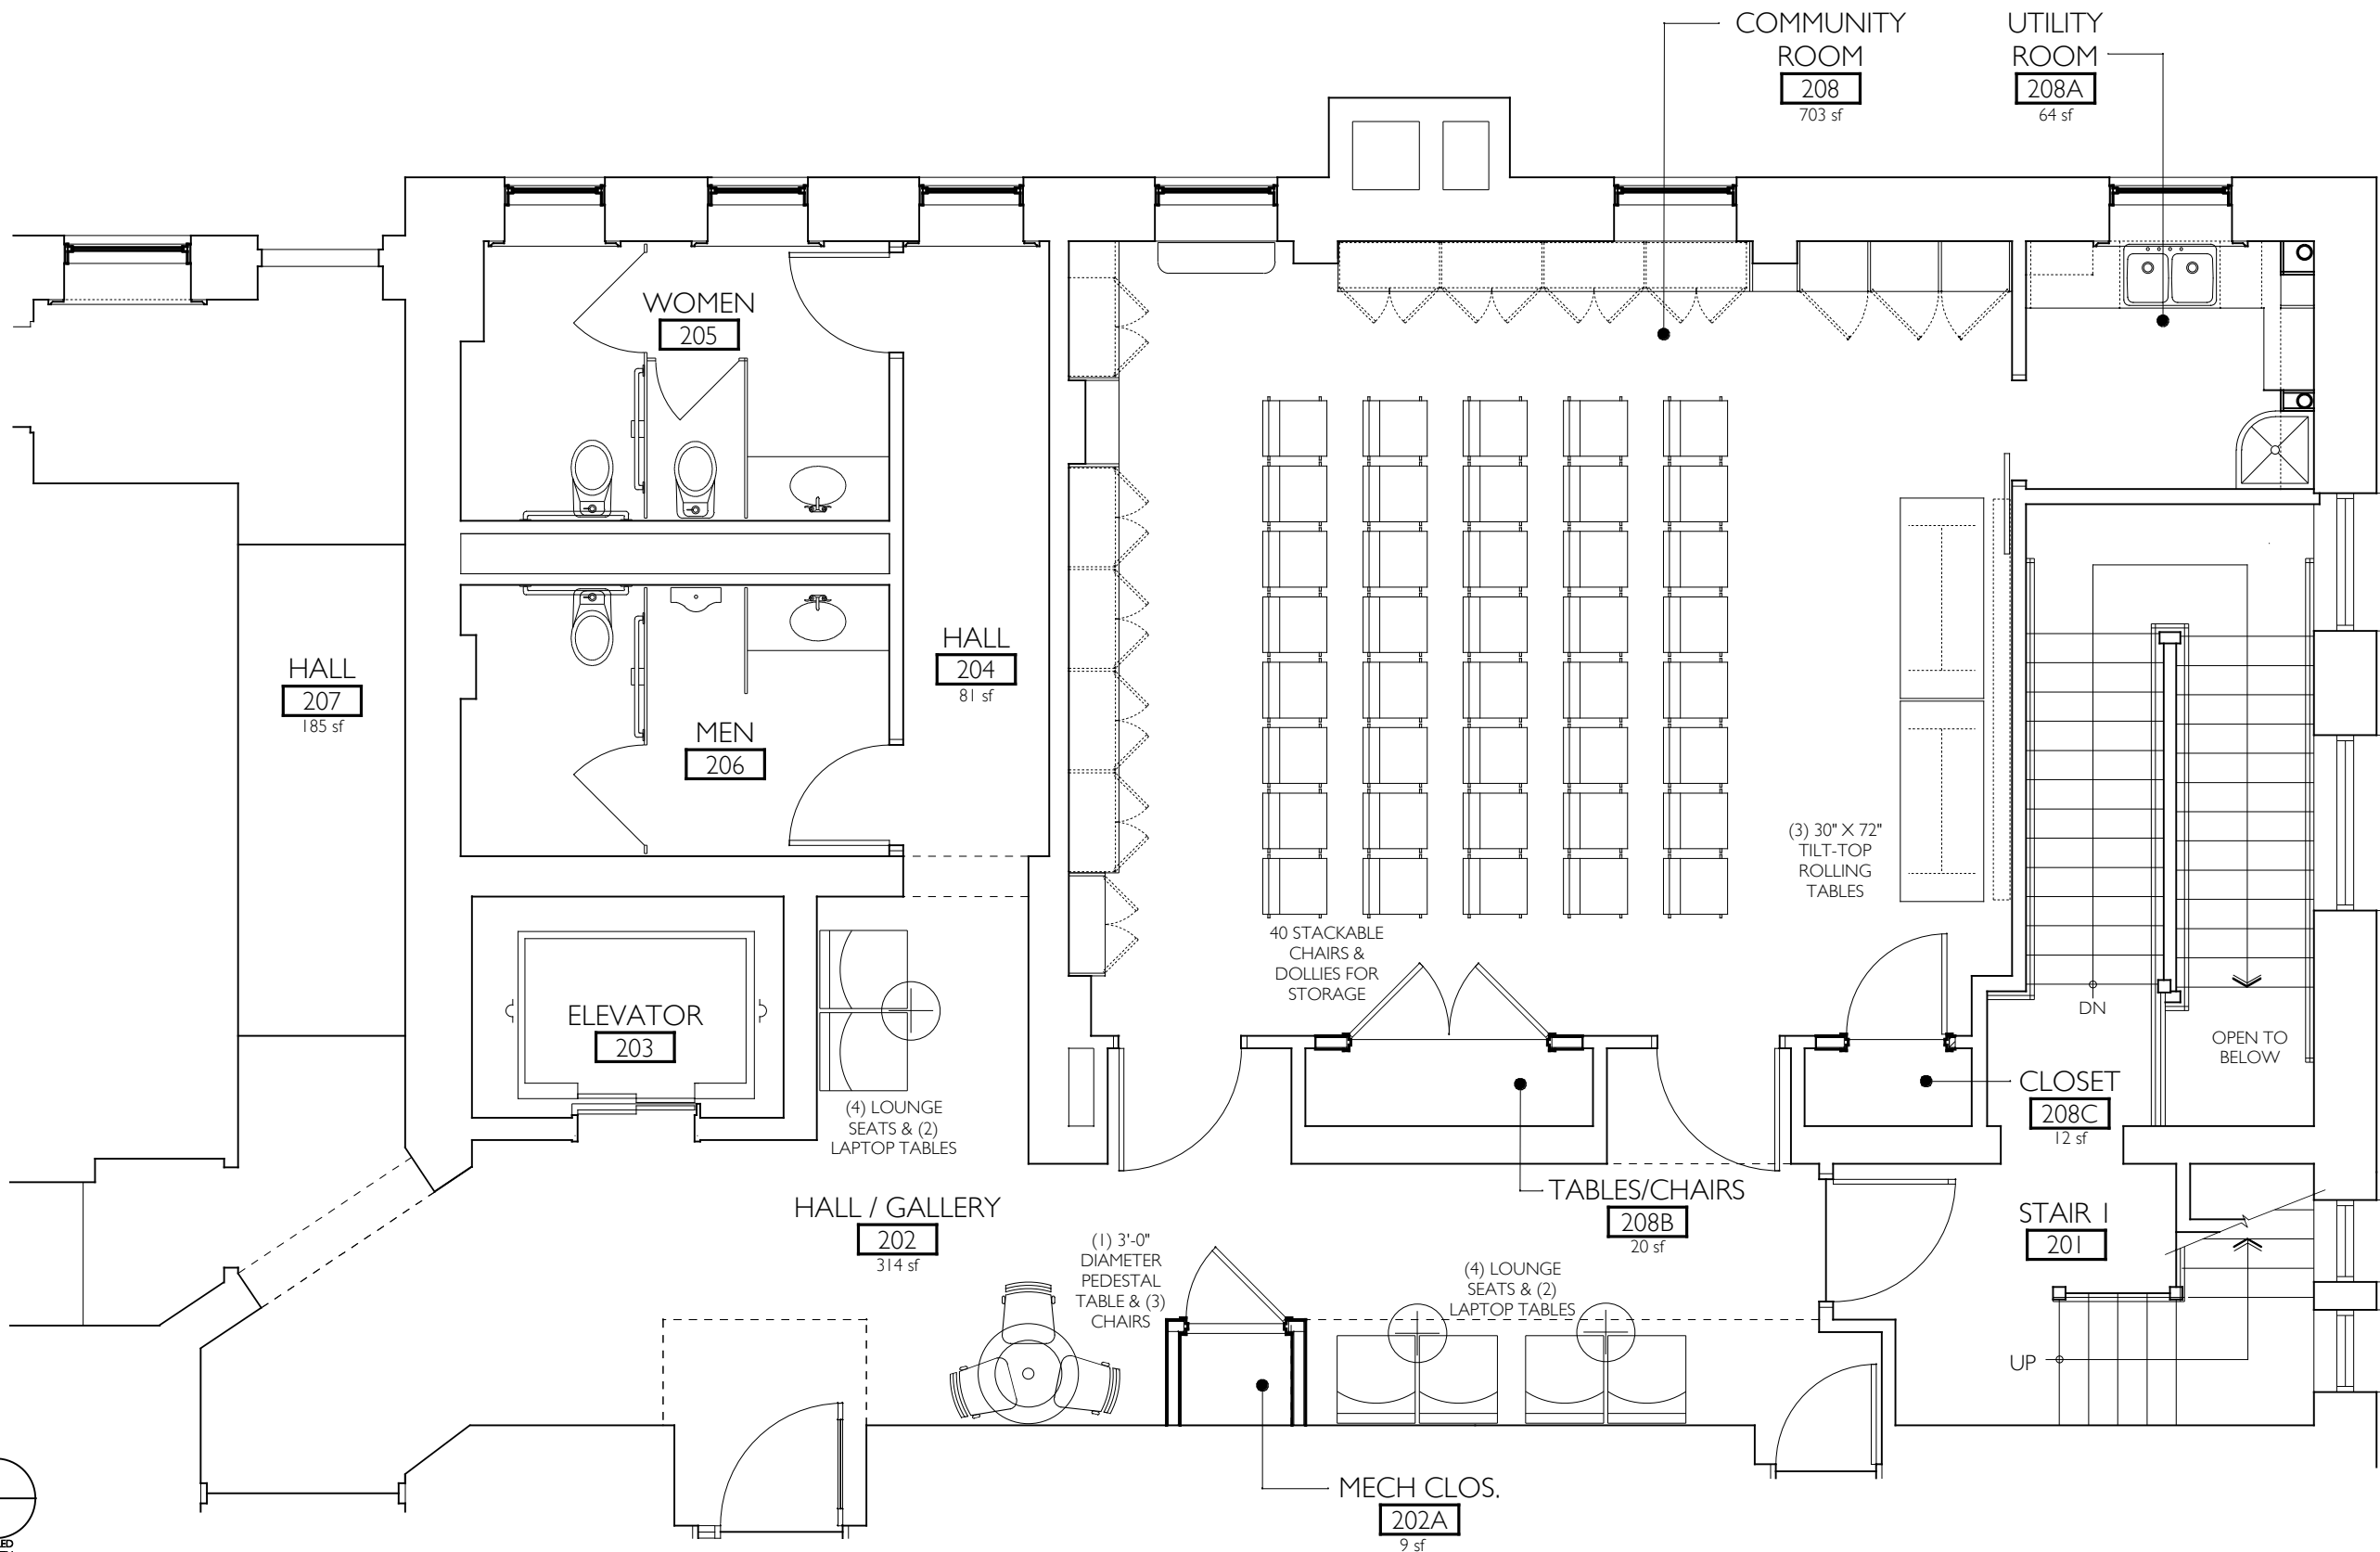 COMMUNITY
ROOM
208
703 sf
UTILITY
ROOM
208A
64 sf
WOMEN
205
HALL
204
81 sf
HALL
207
185 sf
MEN
206
(3) 30" X 72"
TILT-TOP
ROLLING
TABLES
40 STACKABLE
CHAIRS &
DOLLIES FOR
STORAGE
ELEVATOR
203
DN
OPEN TO
BELOW
CLOSET
208C
12 sf
(4) LOUNGE
SEATS & (2)
LAPTOP TABLES
HALL / GALLERY
202
314 sf
TABLES/CHAIRS
208B
20 sf
STAIR 1
201
(1) 3'-0"
DIAMETER
PEDESTAL
TABLE & (3)
CHAIRS
(4) LOUNGE
SEATS & (2)
LAPTOP TABLES
UP
MECH CLOS.
202A
9 sf